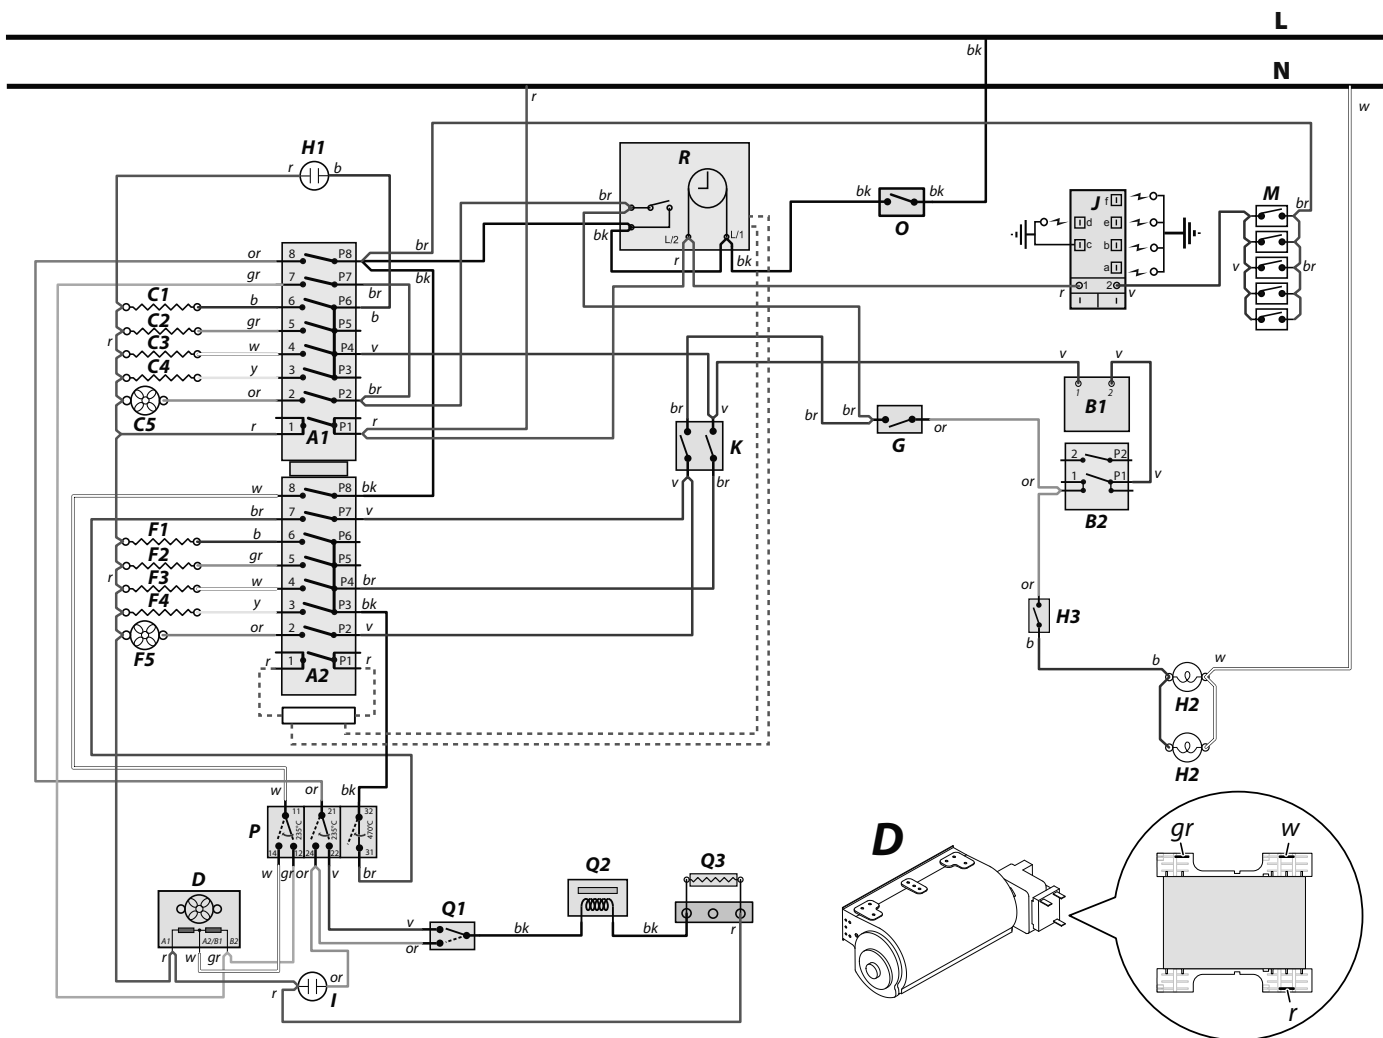 L
bk
N
r
w
H1
r b
R
br
bk
L/2 L/1
r bk
bk bk
O
J
f
d e
c b
a
r 1 2 v
M
br
v br
or 8 P8 br
gr 7 P7 bk
br
C1 b 6 P6
b
C2 gr 5 P5
r
C3 w 4 P4 v
C4 y 3 P3
C5 or 2 P2 br
r 1 P1 r
A1
br v
K
v br
br br
G
or
v v
1 2
B1
2 P2
1 P1 v
or
B2
w 8 P8 bk
br 7 P7 v
F1 b 6 P6
F2 gr 5 P5
r
F3 w 4 P4 br
F4 y 3 P3 bk
F5 or 2 P2 v
r 1 P1 r
A2
or
H3
b
b w
H2
H2
w or bk
P
11 21 32
235°C 235°C 470°C
14 12 24 22 31
w gr or v br
D
A1 A2/B1 B2
r w gr
r or
I
Q1
v
or
bk
Q2
bk
Q3
r
D
gr w
r